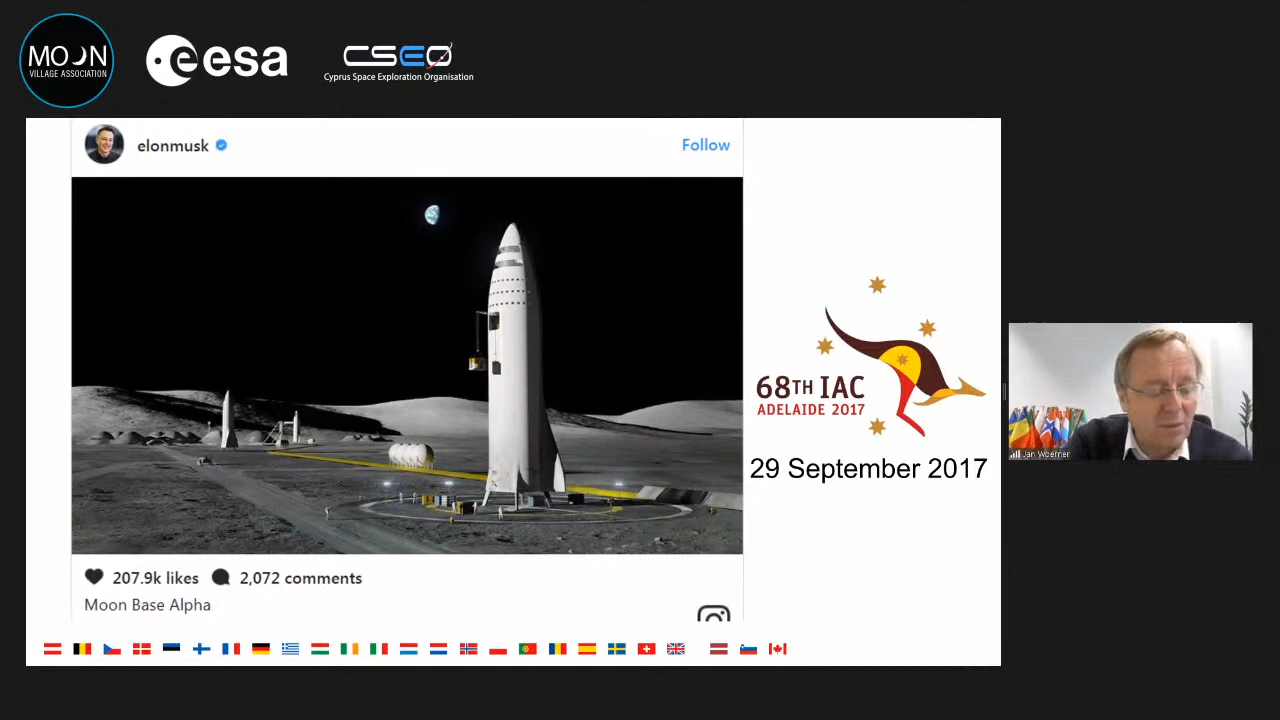 MOON
VILLAGE ASSOCIATION
esa
CSEO
Cyprus Space Exploration Organisation
elonmusk
Follow
68TH IAC
ADELAIDE 2017
29 September 2017
Jan Woerner
207.9k likes
2,072 comments
Moon Base Alpha